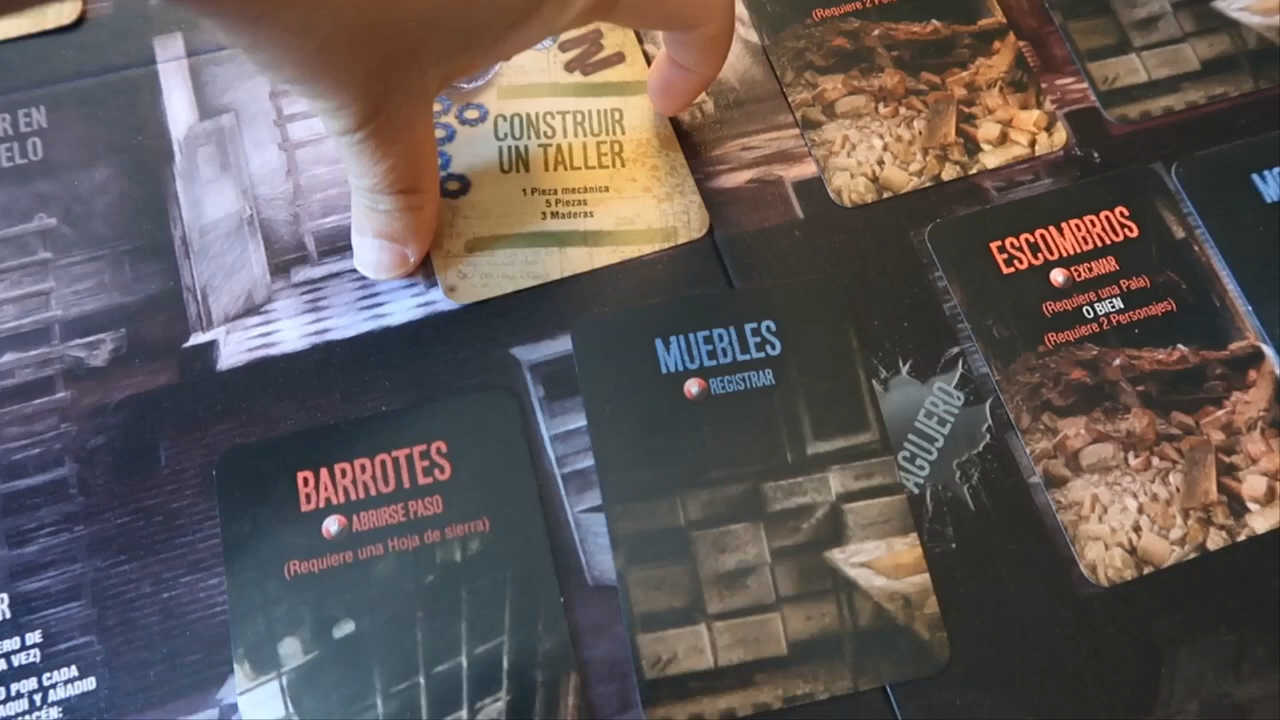 (Requiere 2
R EN
ELO
CONSTRUIR
UN TALLER
1 Pieza mecánica
5 Piezas
3 Maderas
ESCOMBROS
EXCAVAR
(Requiere una Pala)
O BIEN
(Requiere 2 Personajes)
MUEBLES
REGISTRAR
AGUJERO
BARROTES
ABRIRSE PASO
(Requiere una Hoja de sierra)
R
ERO DE
A VEZ)
O POR CADA
AQUÍ Y AÑADIO
MACÉN: